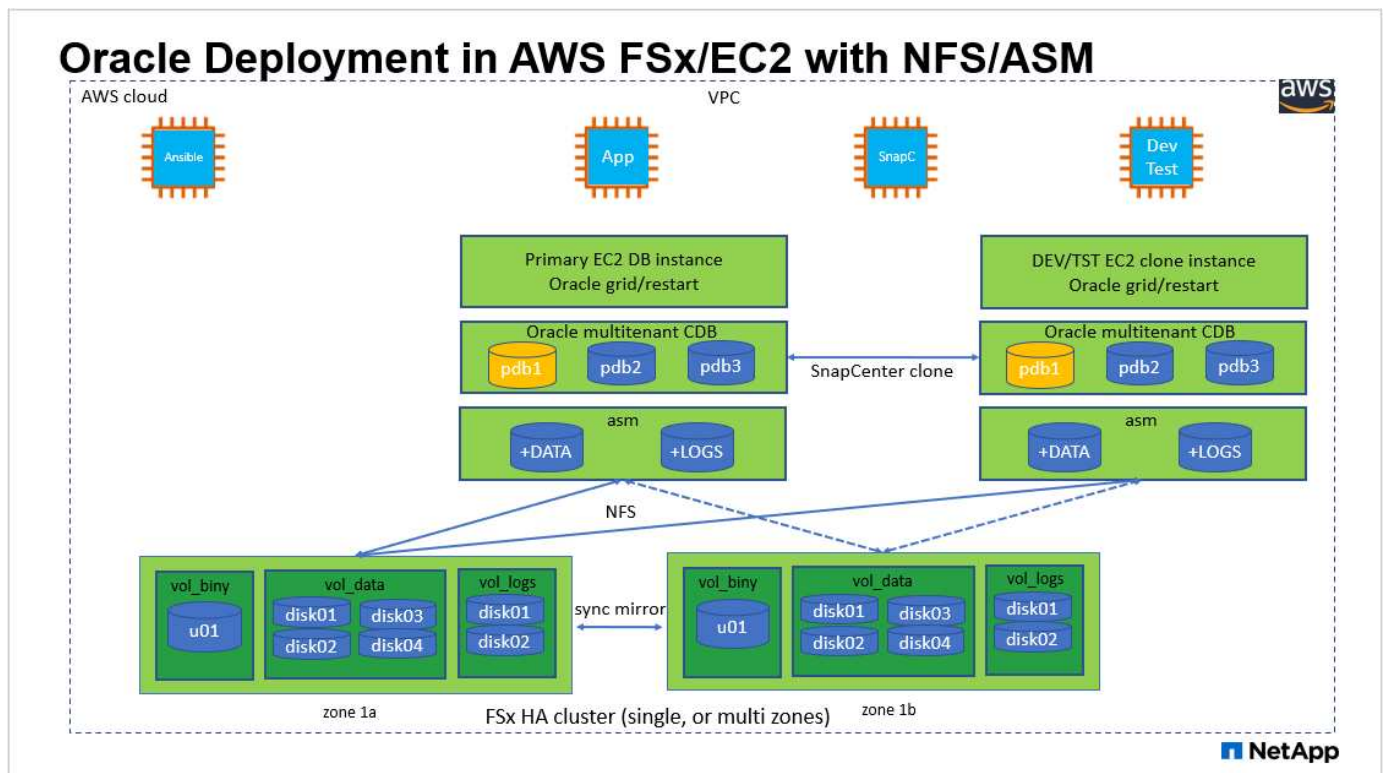 Oracle Deployment in AWS FSx/EC2 with NFS/ASM
AWS cloud
VPC
aws
Ansible
App
SnapC
Dev
Test
Primary EC2 DB instance
Oracle grid/restart
DEV/TST EC2 clone instance
Oracle grid/restart
Oracle multitenant CDB
pdb1
pdb2
pdb3
SnapCenter clone
Oracle multitenant CDB
pdb1
pdb2
pdb3
asm
+DATA
+LOGS
asm
+DATA
+LOGS
NFS
vol_biny
u01
vol_data
disk01
disk03
disk02
disk04
vol_logs
disk01
disk02
sync mirror
vol_biny
u01
vol_data
disk01
disk03
disk02
disk04
vol_logs
disk01
disk02
zone 1a
FSx HA cluster (single, or multi zones)
zone 1b
NetApp